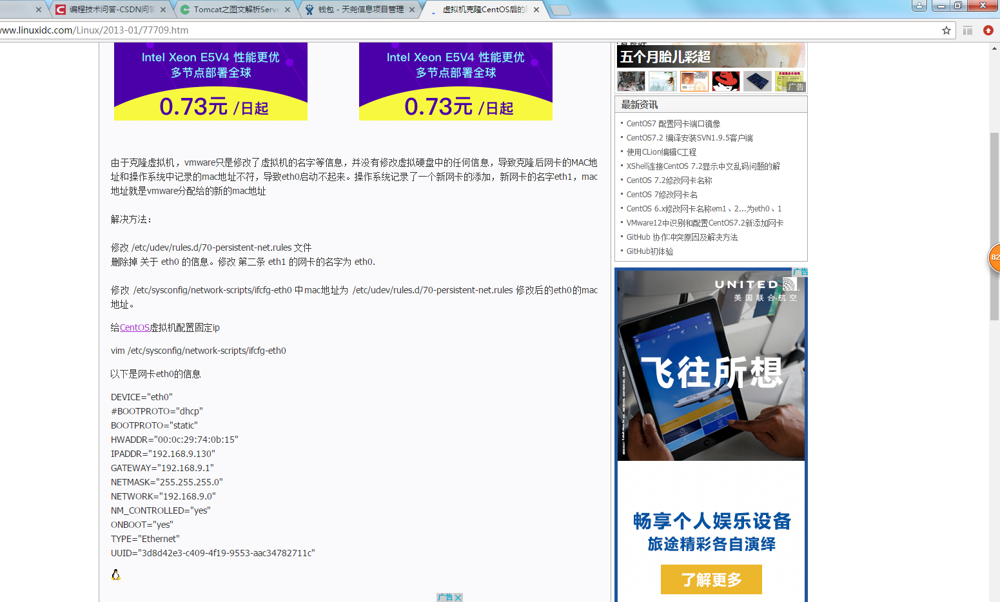 编程技术问答-CSDN问答
Tomcat之图文解析Serve
钱包 - 天尧信息项目管理
虚拟机克隆CentOS后的
www.linuxidc.com/Linux/2013-01/77709.htm
Intel Xeon E5V4 性能更优
多节点部署全球
0.73元 /日起
Intel Xeon E5V4 性能更优
多节点部署全球
0.73元 /日起
由于克隆虚拟机，vmware只是修改了虚拟机的名字等信息，并没有修改虚拟硬盘中的任何信息，导致克隆后网卡的MAC地
址和操作系统中记录的mac地址不符，导致eth0启动不起来。操作系统记录了一个新网卡的添加，新网卡的名字eth1，mac
地址就是vmware分配给的新的mac地址
解决方法：
修改 /etc/udev/rules.d/70-persistent-net.rules 文件
删除掉 关于 eth0 的信息。修改 第二条 eth1 的网卡的名字为 eth0.
修改 /etc/sysconfig/network-scripts/ifcfg-eth0 中mac地址为 /etc/udev/rules.d/70-persistent-net.rules 修改后的eth0的mac
地址。
给CentOS虚拟机配置固定ip
vim /etc/sysconfig/network-scripts/ifcfg-eth0
以下是网卡eth0的信息
DEVICE="eth0"
#BOOTPROTO="dhcp"
BOOTPROTO="static"
HWADDR="00:0c:29:74:0b:15"
IPADDR="192.168.9.130"
GATEWAY="192.168.9.1"
NETMASK="255.255.255.0"
NETWORK="192.168.9.0"
NM_CONTROLLED="yes"
ONBOOT="yes"
TYPE="Ethernet"
UUID="3d8d42e3-c409-4f19-9553-aac34782711c"
广告
五个月胎儿彩超
广告
最新资讯
CentOS7 配置网卡端口镜像
CentOS7.2 编译安装SVN1.9.5客户端
使用CLion编辑C工程
XShell连接CentOS 7.2显示中文乱码问题的解
CentOS 7.2修改网卡名称
CentOS 7修改网卡名
CentOS 6.x修改网卡名称em1、2...为eth0、1
VMware12中识别和配置CentOS7.2新添加网卡
GitHub 协作冲突原因及解决方法
GitHub初体验
82
广告
UNITED
美国联合航空
飞往所想
畅享个人娱乐设备
旅途精彩各自演绎
了解更多